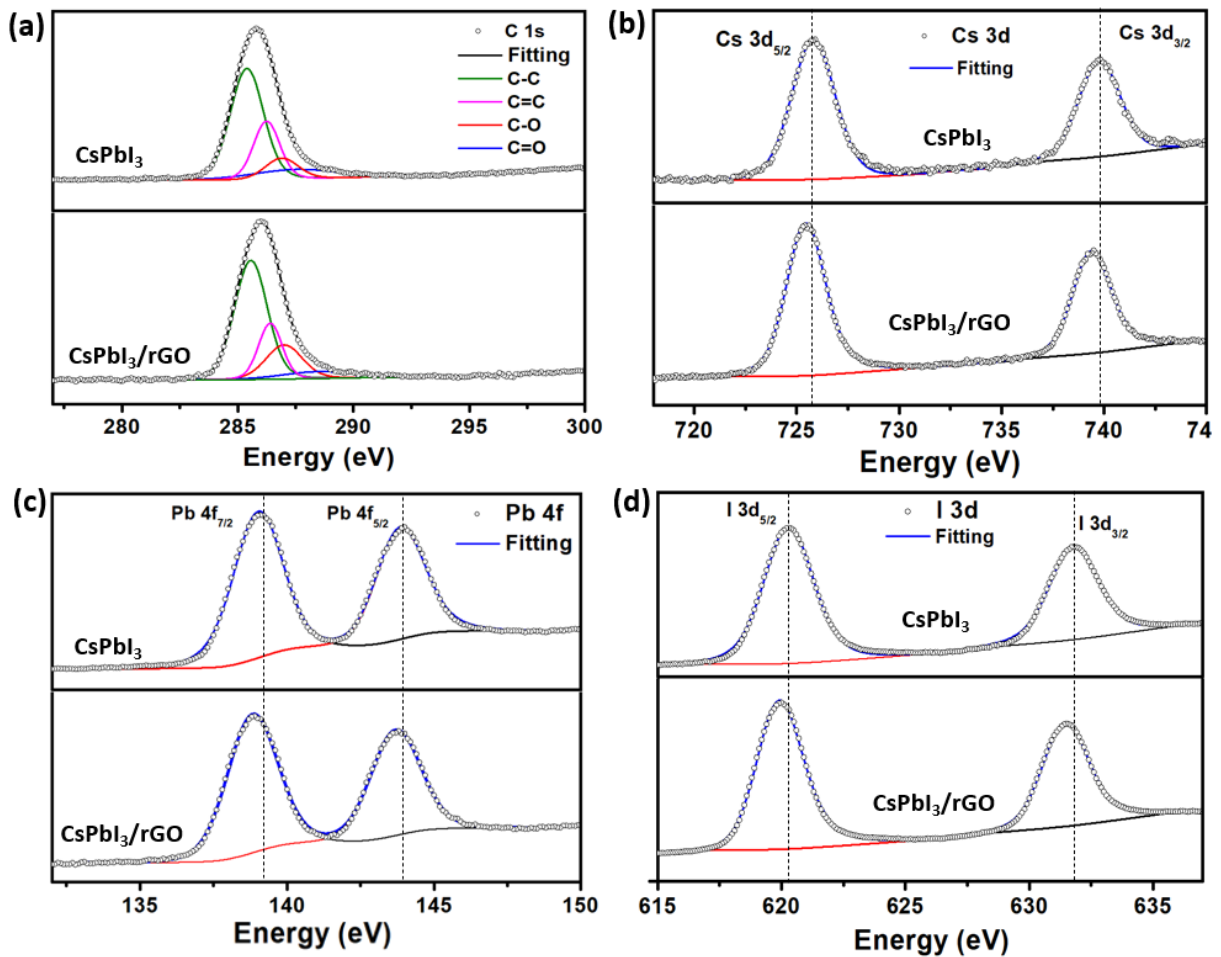 (a)
C 1s
Fitting
C-C
C=C
C-O
C=O
CsPbI₃
CsPbI₃/rGO
280 285 290 295 300
Energy (eV)
(b)
Cs 3d₅/₂
Cs 3d
Fitting
Cs 3d₃/₂
CsPbI₃
CsPbI₃/rGO
720 725 730 735 740 74
Energy (eV)
(c)
Pb 4f₇/₂
Pb 4f₅/₂
Pb 4f
Fitting
CsPbI₃
CsPbI₃/rGO
135 140 145 150
Energy (eV)
(d)
I 3d₅/₂
I 3d
Fitting
I 3d₃/₂
CsPbI₃
CsPbI₃/rGO
615 620 625 630 635
Energy (eV)